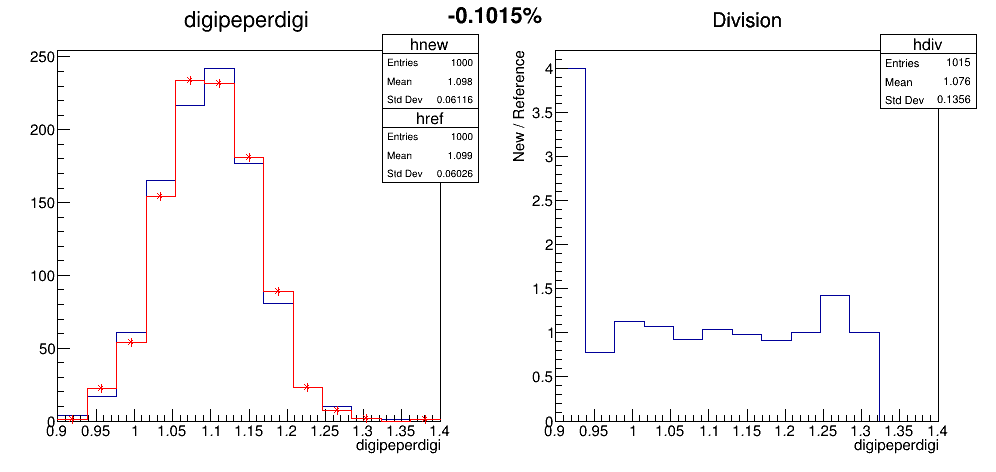 -0.1015%
digipeperdigi
hnew
Entries 1000
Mean 1.098
Std Dev 0.06116
href
Entries 1000
Mean 1.099
Std Dev 0.06026
250
200
150
100
50
0
0.9 0.95 1 1.05 1.1 1.15 1.2 1.25 1.3 1.35 1.4
digipeperdigi
Division
hdiv
Entries 1015
Mean 1.076
Std Dev 0.1356
New / Reference
4
3.5
3
2.5
2
1.5
1
0.5
0
0.9 0.95 1 1.05 1.1 1.15 1.2 1.25 1.3 1.35 1.4
digipeperdigi